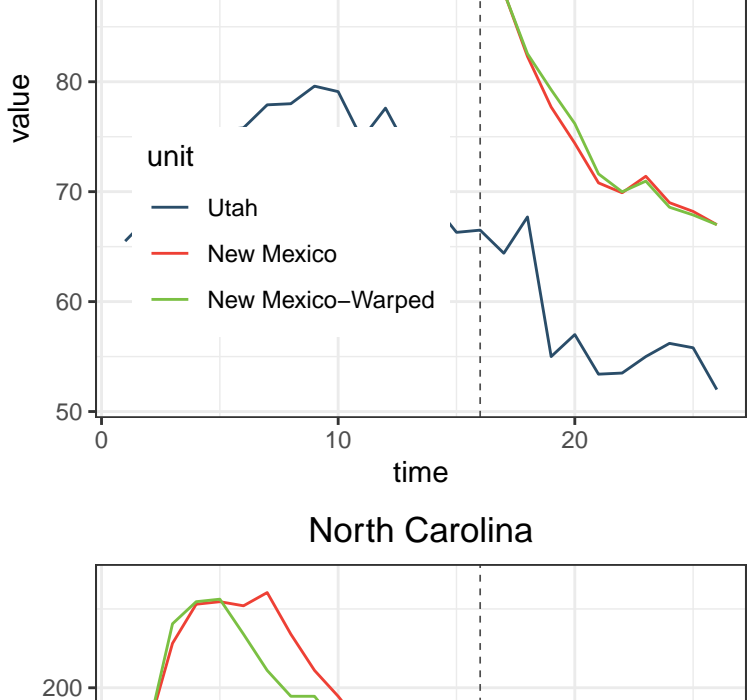 80
value
unit
70
Utah
New Mexico
60
New Mexico−Warped
50
0 10 20
time
North Carolina
200